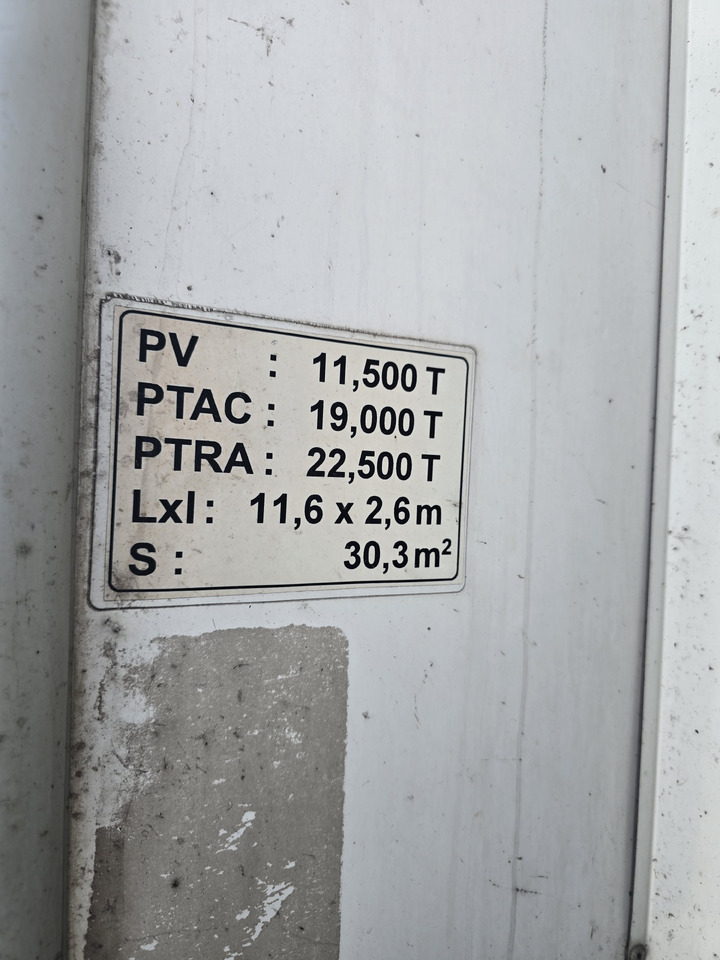 PV : 11,500 T
PTAC : 19,000 T
PTRA : 22,500 T
Lxl : 11,6 x 2,6 m
S : 30,3 m²